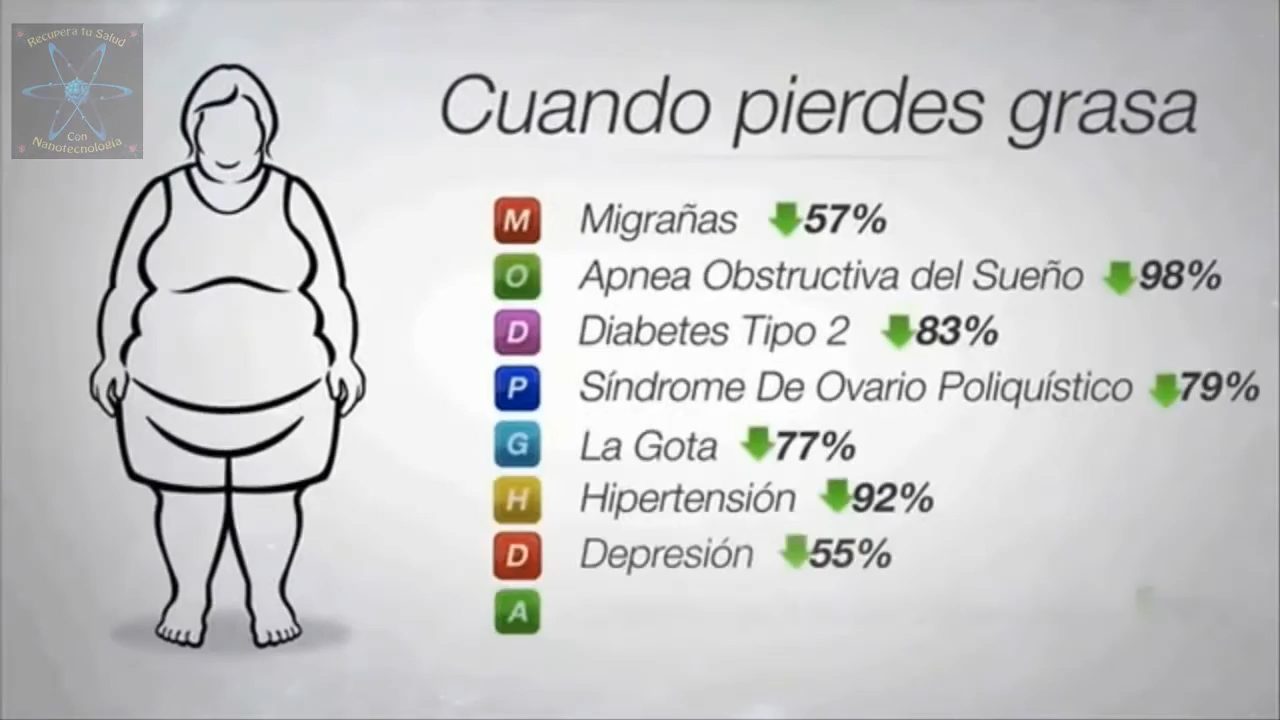 Recupera tu Salud
Con
Nanotecnología
Cuando pierdes grasa
M Migrañas 57%
O Apnea Obstructiva del Sueño 98%
D Diabetes Tipo 2 83%
P Síndrome De Ovario Poliquístico 79%
G La Gota 77%
H Hipertensión 92%
D Depresión 55%
A